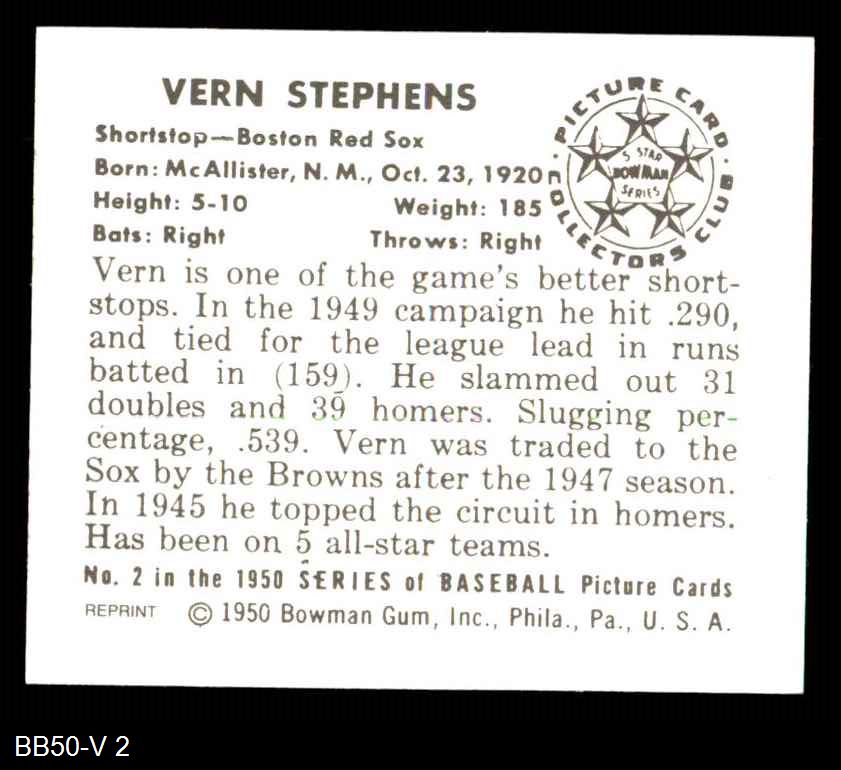 VERN STEPHENS
Shortstop—Boston Red Sox
Born: McAllister, N. M., Oct. 23, 1920
Height: 5-10 Weight: 185
Bats: Right Throws: Right
PICTURE CARD COLLECTORS CLUB
5 STAR
BOWMAN
SERIES
Vern is one of the game's better short-
stops. In the 1949 campaign he hit .290,
and tied for the league lead in runs
batted in (159). He slammed out 31
doubles and 39 homers. Slugging per-
centage, .539. Vern was traded to the
Sox by the Browns after the 1947 season.
In 1945 he topped the circuit in homers.
Has been on 5 all-star teams.
No. 2 in the 1950 SERIES of BASEBALL Picture Cards
REPRINT © 1950 Bowman Gum, Inc., Phila., Pa., U. S. A.
BB50-V 2